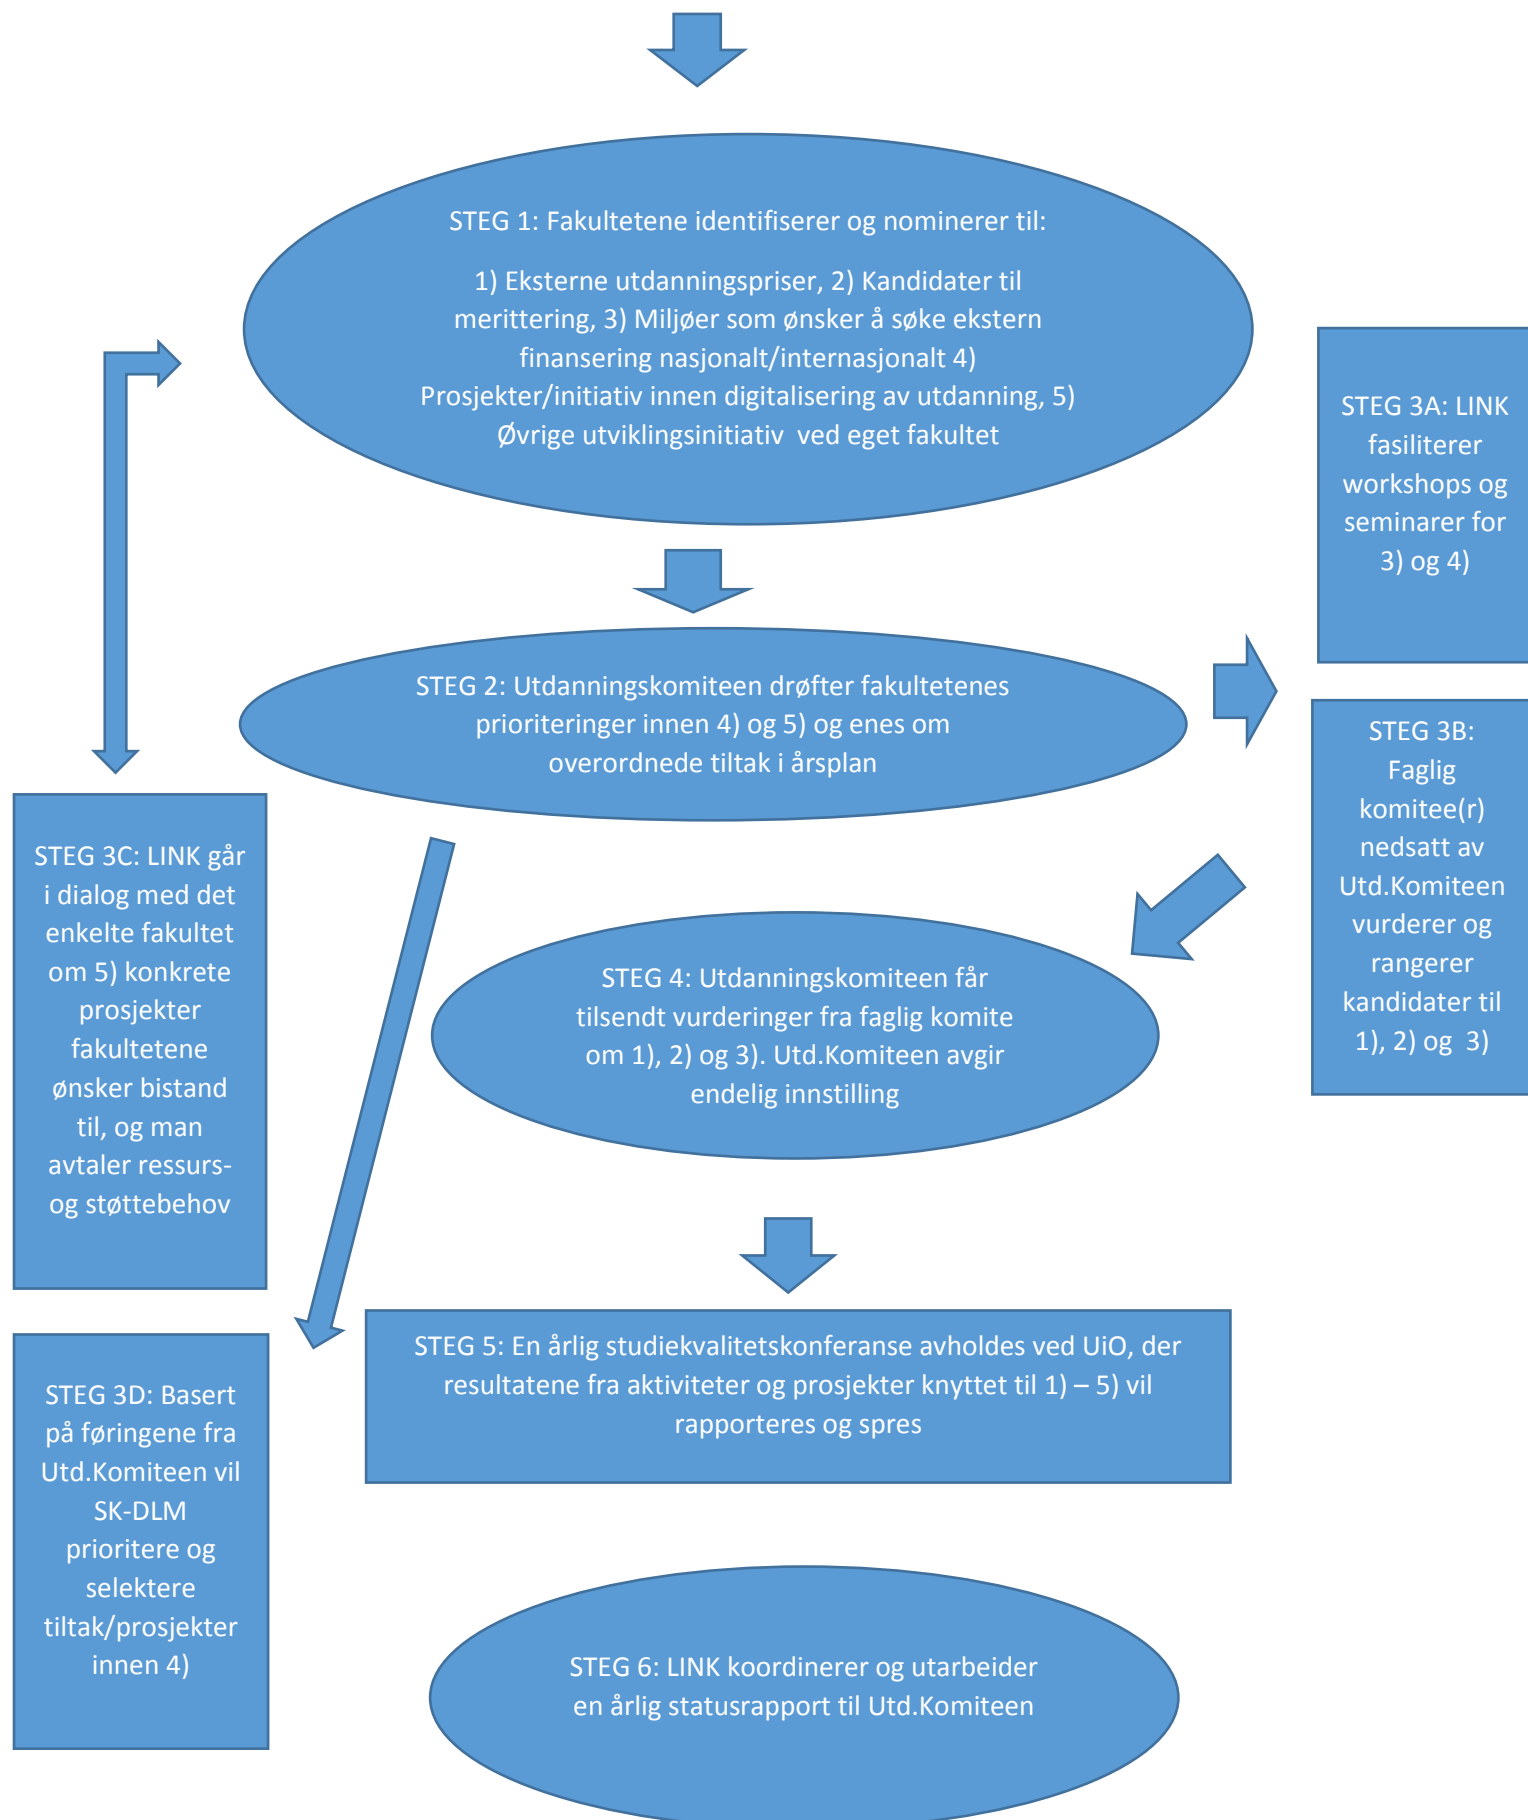 STEG 1: Fakultetene identifiserer og nominerer til:
1) Eksterne utdanningspriser, 2) Kandidater til
merittering, 3) Miljøer som ønsker å søke ekstern
finansering nasjonalt/internasjonalt 4)
Prosjekter/initiativ innen digitalisering av utdanning, 5)
Øvrige utviklingsinitiativ ved eget fakultet
STEG 2: Utdanningskomiteen drøfter fakultetenes
prioriteringer innen 4) og 5) og enes om
overordnede tiltak i årsplan
STEG 3A: LINK
fasiliterer
workshops og
seminarer for
3) og 4)
STEG 3B:
Faglig
komitee(r)
nedsatt av
Utd.Komiteen
vurderer og
rangerer
kandidater til
1), 2) og 3)
STEG 3C: LINK går
i dialog med det
enkelte fakultet
om 5) konkrete
prosjekter
fakultetene
ønsker bistand
til, og man
avtaler ressurs-
og støttebehov
STEG 3D: Basert
på føringene fra
Utd.Komiteen vil
SK-DLM
prioritere og
selektere
tiltak/prosjekter
innen 4)
STEG 4: Utdanningskomiteen får
tilsendt vurderinger fra faglig komite
om 1), 2) og 3). Utd.Komiteen avgir
endelig innstilling
STEG 5: En årlig studiekvalitetskonferanse avholdes ved UiO, der
resultatene fra aktiviteter og prosjekter knyttet til 1) – 5) vil
rapporteres og spres
STEG 6: LINK koordinerer og utarbeider
en årlig statusrapport til Utd.Komiteen